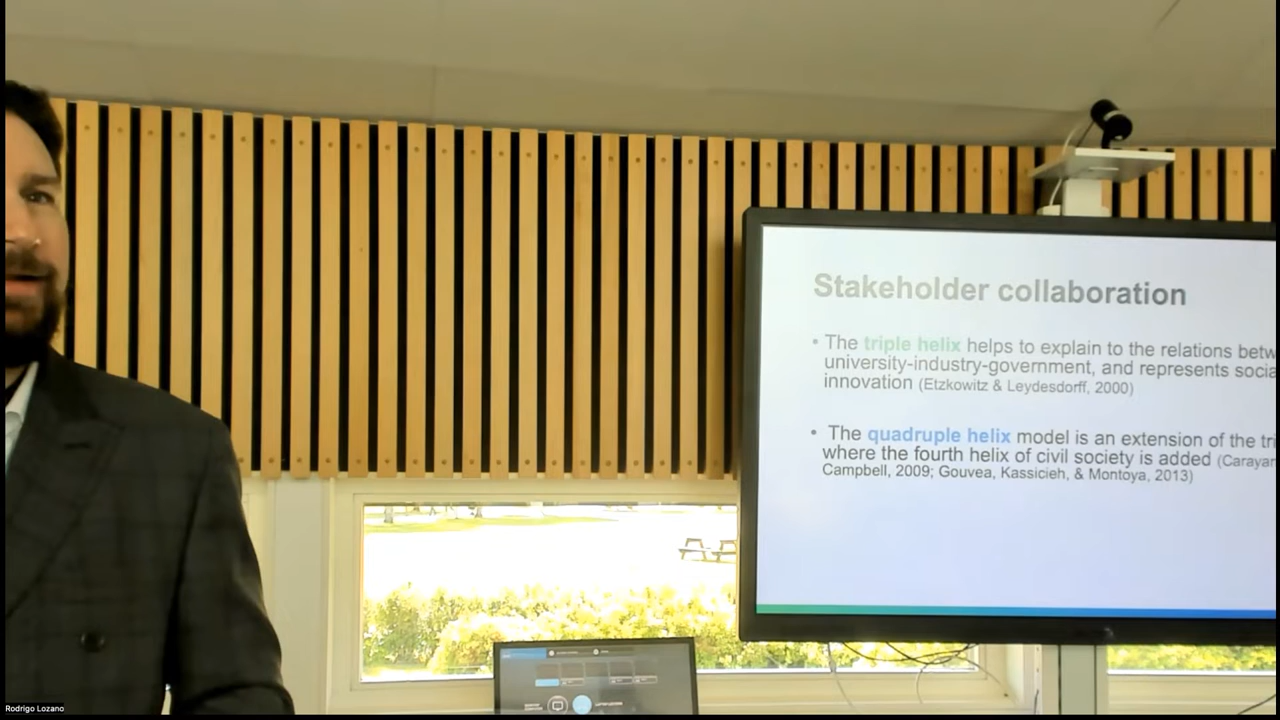 Stakeholder collaboration
• The triple helix helps to explain to the relations betw
university-industry-government, and represents socia
innovation (Etzkowitz & Leydesdorff, 2000)
• The quadruple helix model is an extension of the tri
where the fourth helix of civil society is added (Carayan
Campbell, 2009; Gouvea, Kassicieh, & Montoya, 2013)
Rodrigo Lozano